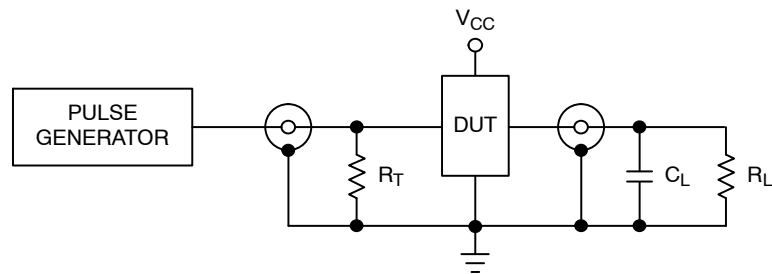 V_CC
PULSE
GENERATOR
DUT
R_T
C_L
R_L